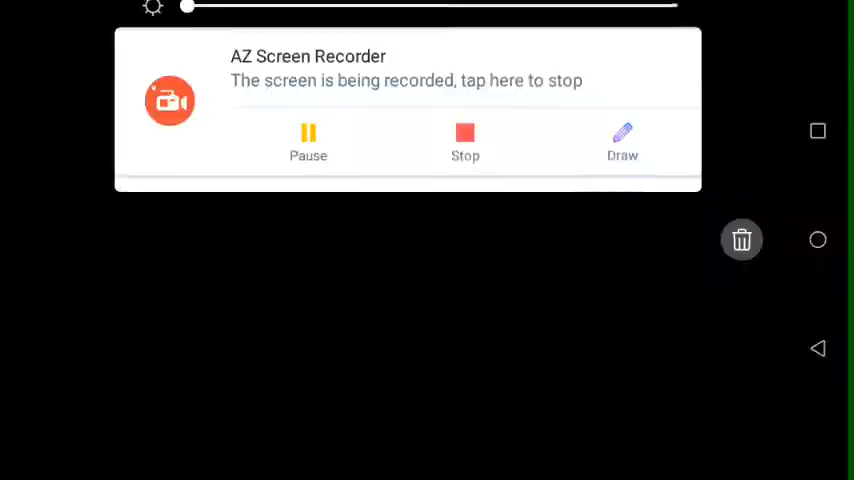 AZ Screen Recorder
The screen is being recorded, tap here to stop
Pause
Stop
Draw